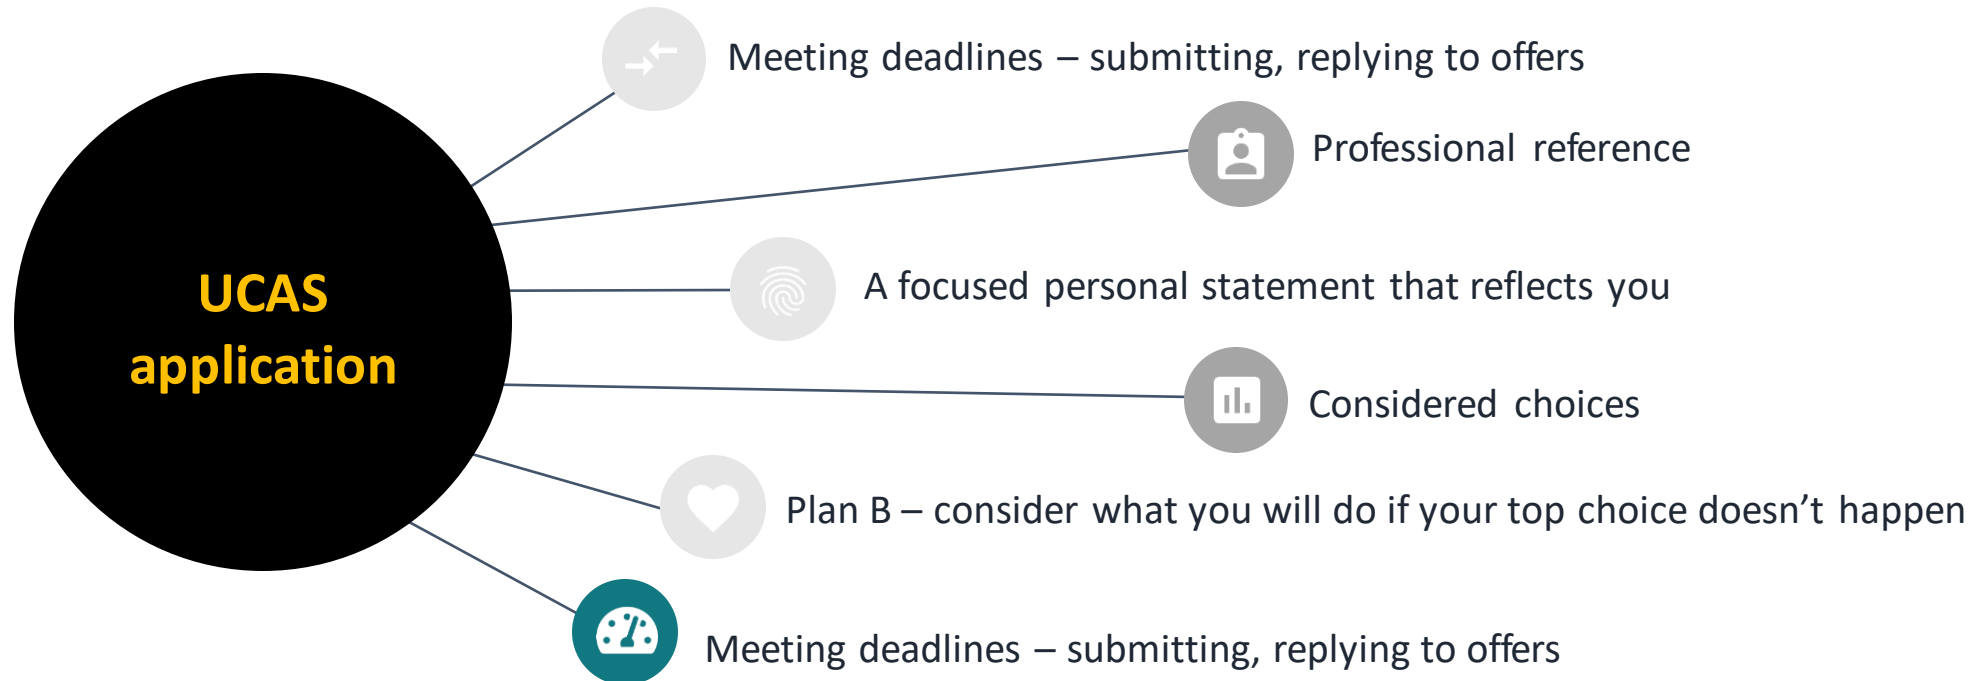 UCAS
application
Meeting deadlines – submitting, replying to offers
Professional reference
A focused personal statement that reflects you
Considered choices
Plan B – consider what you will do if your top choice doesn’t happen
Meeting deadlines – submitting, replying to offers